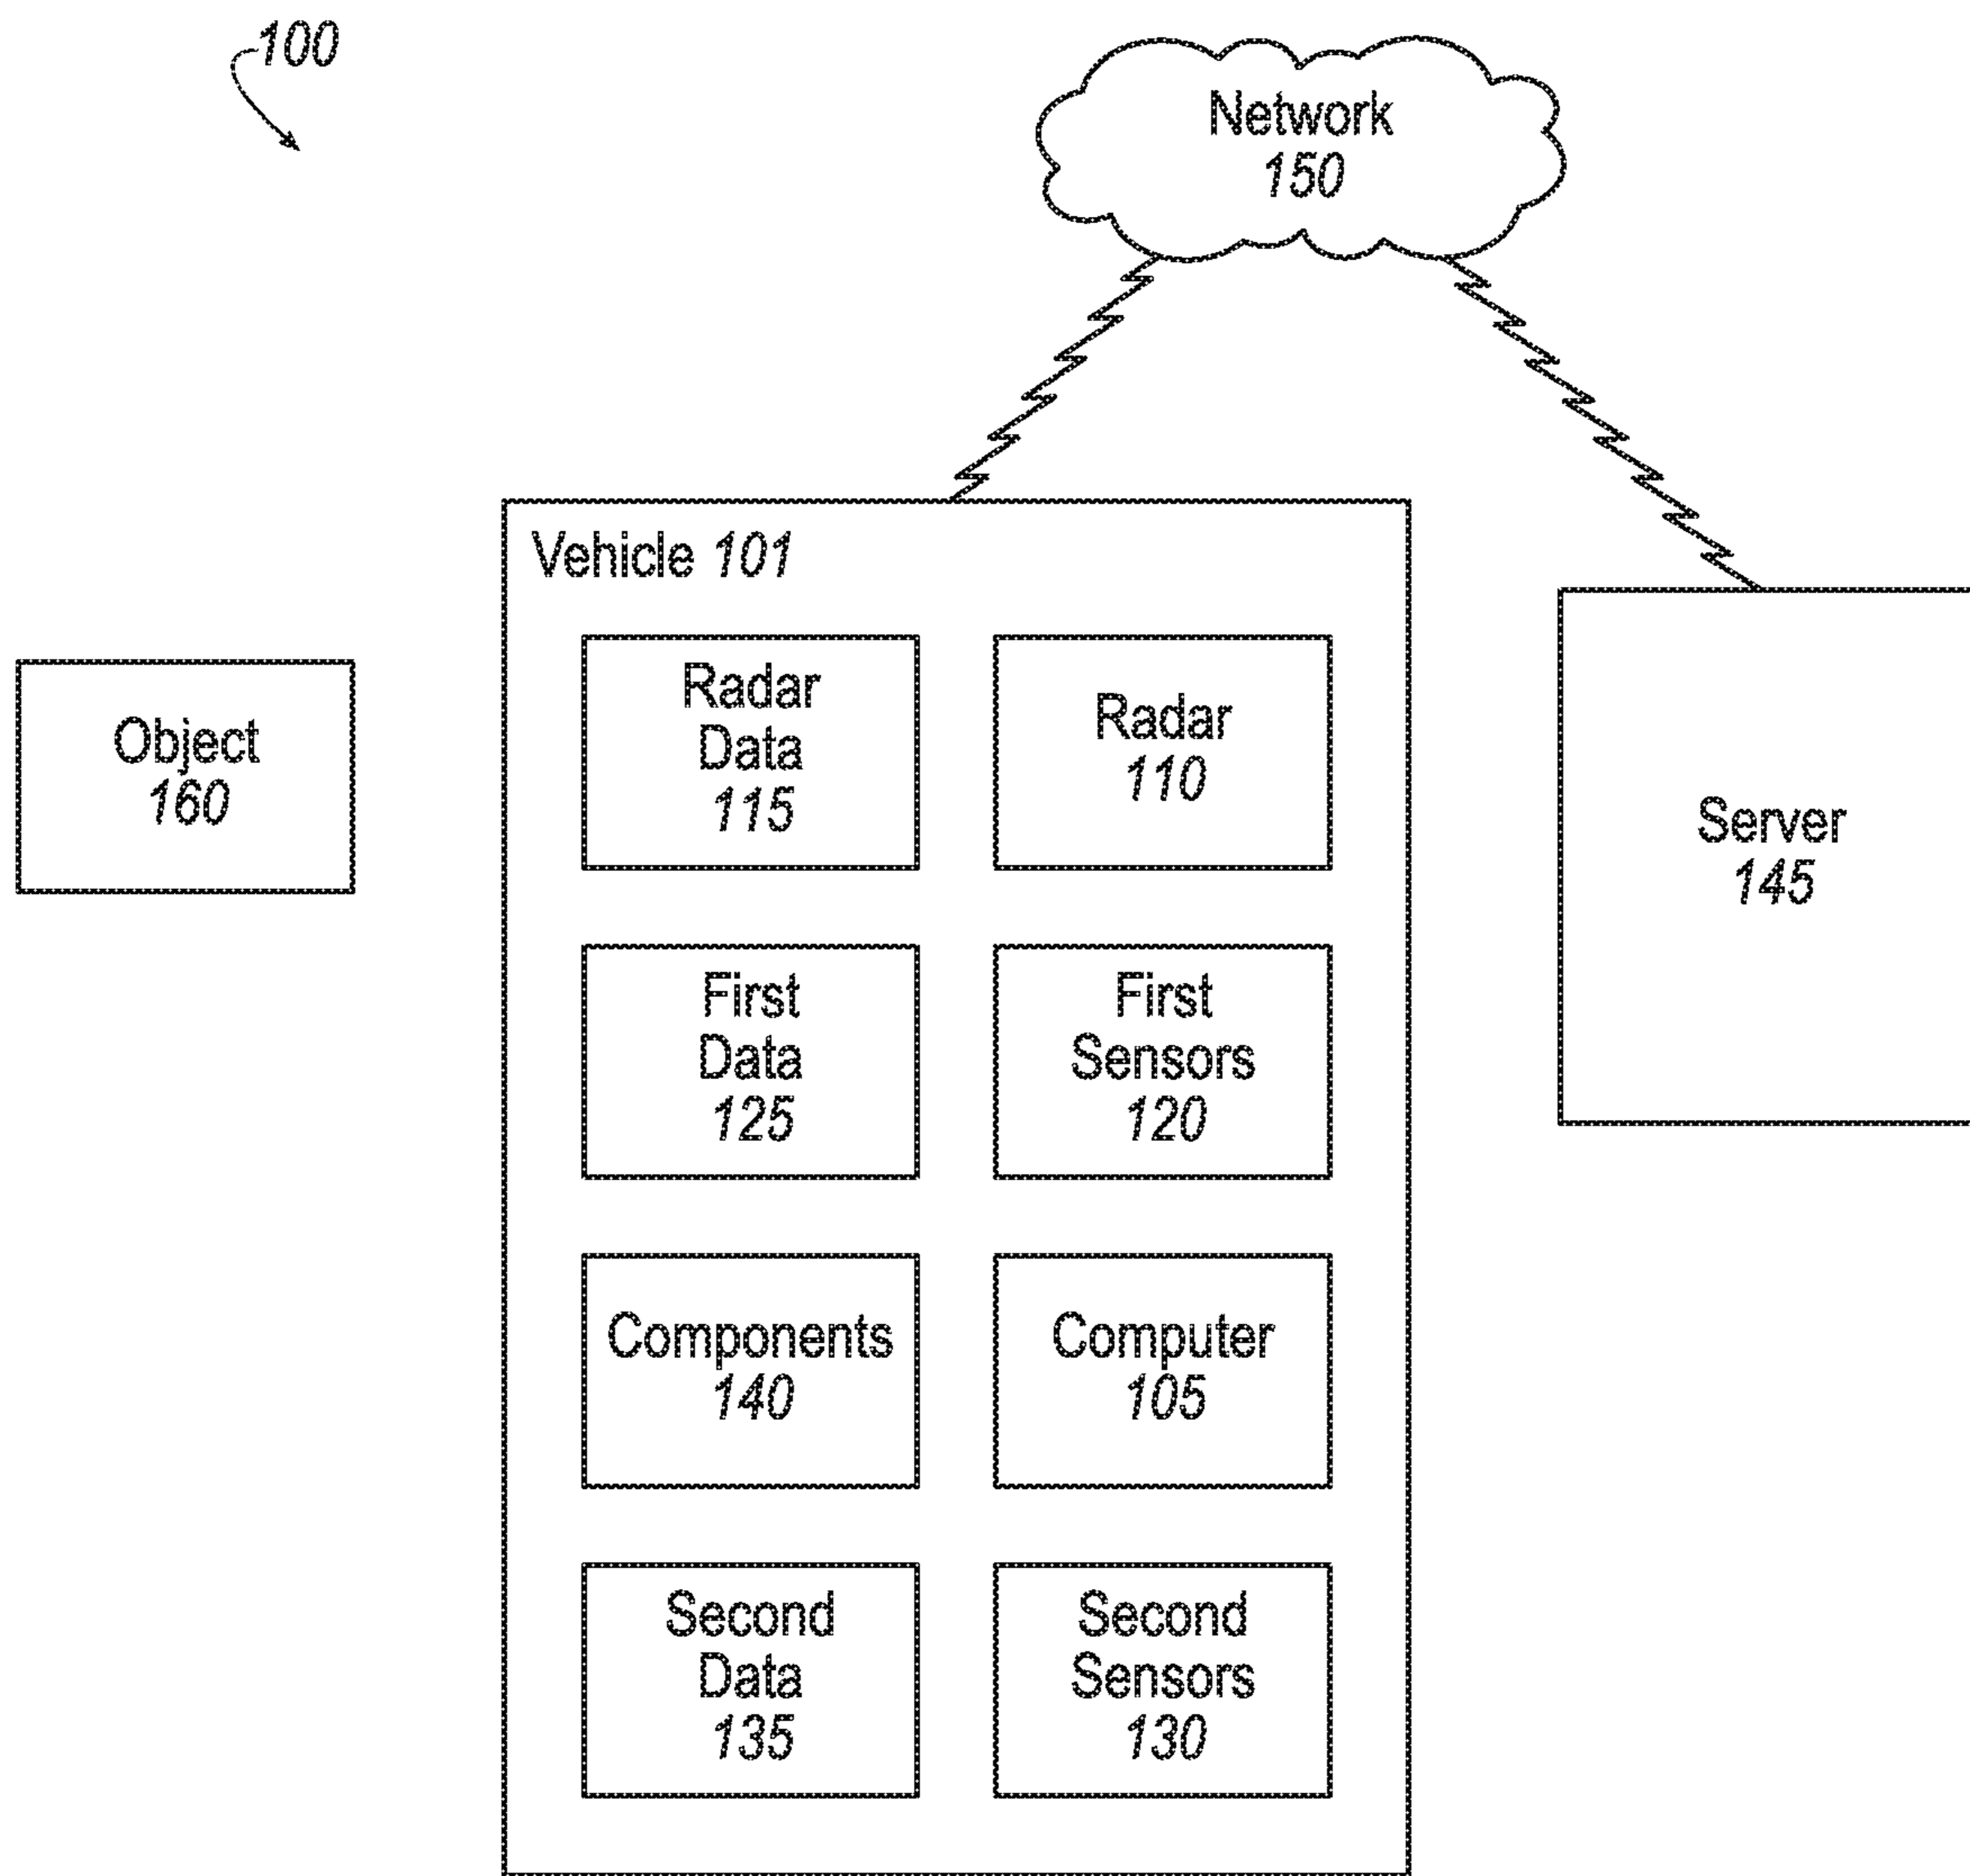 100
Network
150
Vehicle 101
Object
160
Radar
Data
115
Radar
110
Server
145
First
Data
125
First
Sensors
120
Components
140
Computer
105
Second
Data
135
Second
Sensors
130